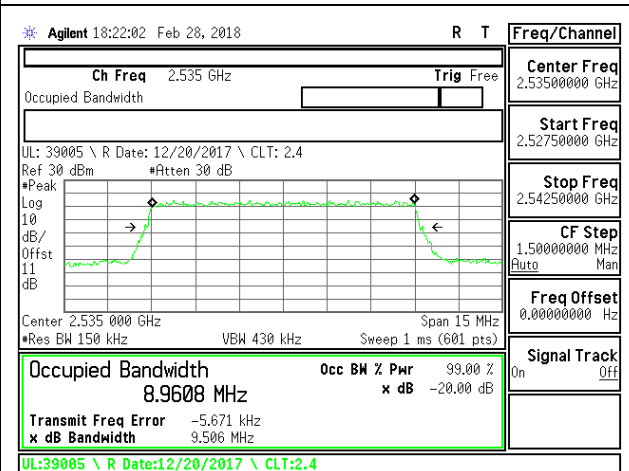 Agilent 18:22:02 Feb 28, 2018 R T
Freq/Channel
Ch Freq 2.535 GHz Trig Free
Occupied Bandwidth
Center Freq
2.53500000 GHz
Start Freq
2.52750000 GHz
UL: 39005 \ R Date: 12/20/2017 \ CLT: 2.4
Ref 30 dBm #Atten 30 dB
#Peak
Log
10
dB/
Offst
11
dB
Stop Freq
2.54250000 GHz
CF Step
1.50000000 MHz
Auto Man
Freq Offset
0.00000000 Hz
Center 2.535 000 GHz Span 15 MHz
#Res BW 150 kHz VBW 430 kHz Sweep 1 ms (601 pts)
Signal Track
On Off
Occupied Bandwidth Occ BW % Pwr 99.00 %
8.9608 MHz x dB -20.00 dB
Transmit Freq Error -5.671 kHz
x dB Bandwidth 9.506 MHz
UL:39005 \ R Date:12/20/2017 \ CLT:2.4